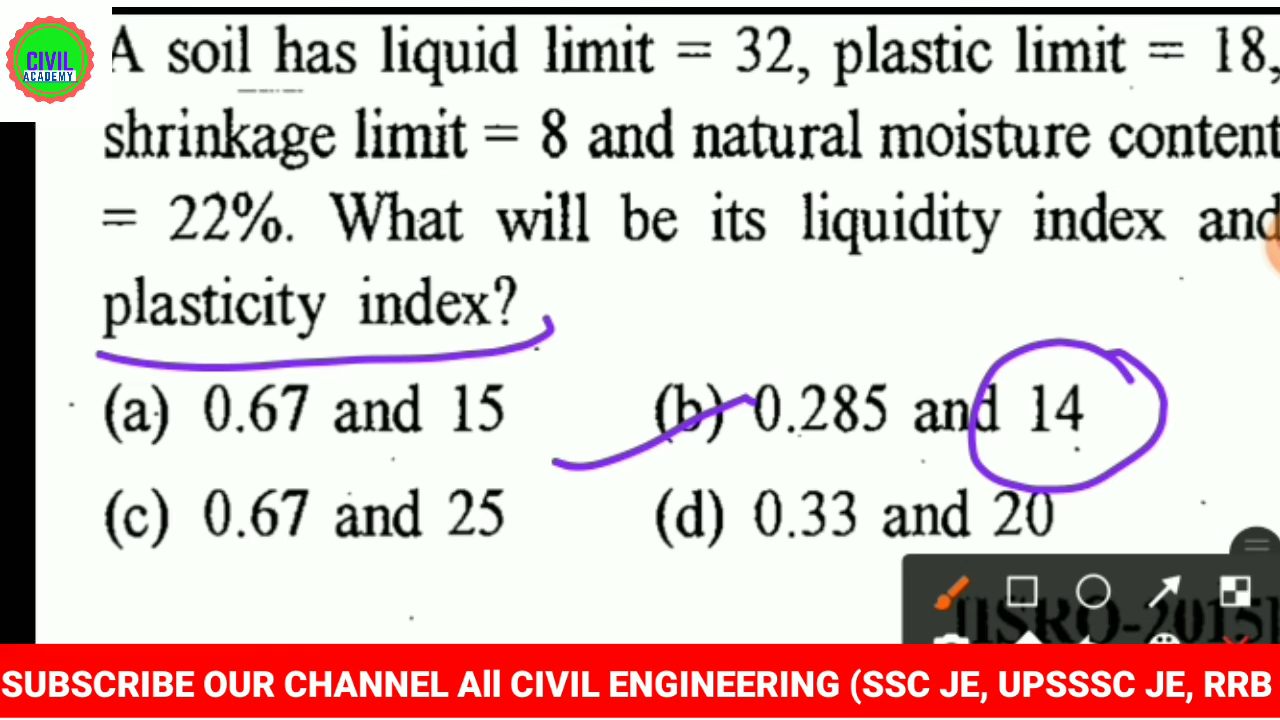 CIVIL
ACADEMY
A soil has liquid limit = 32, plastic limit = 18,
shrinkage limit = 8 and natural moisture content
= 22%. What will be its liquidity index and
plasticity index?
(a) 0.67 and 15 (b) 0.285 and 14
(c) 0.67 and 25 (d) 0.33 and 20
[ISRO-2015]
SUBSCRIBE OUR CHANNEL All CIVIL ENGINEERING (SSC JE, UPSSSC JE, RRB